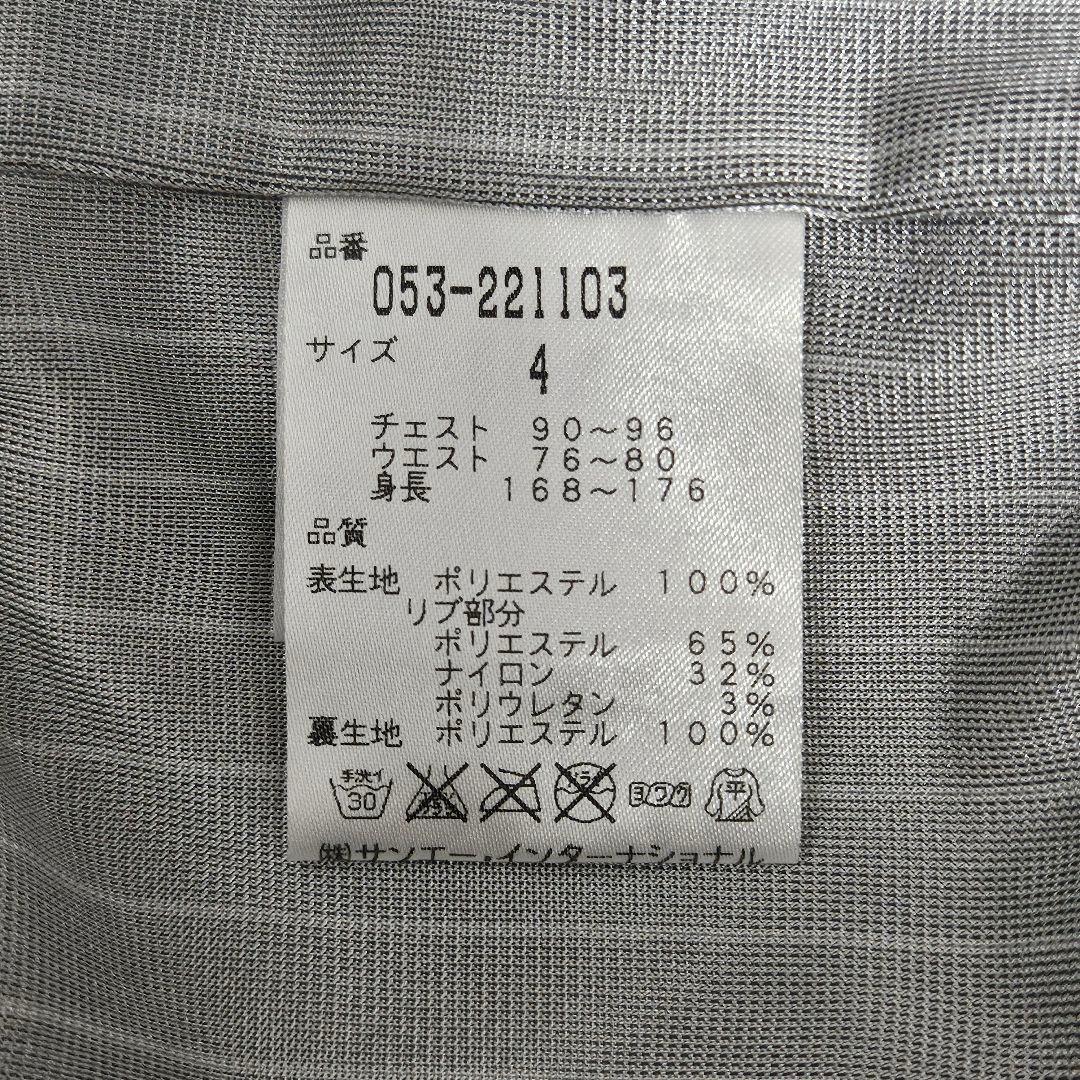 品番
053-221103
サイズ
4
チェスト 90～96
ウエスト 76～80
身長 168～176
品質
表生地 ポリエステル 100%
リブ部分
ポリエステル 65%
ナイロン 32%
ポリウレタン 3%
裏生地 ポリエステル 100%
手洗イ 30 ヨワク 平
㈱サンエー・インターナショナル